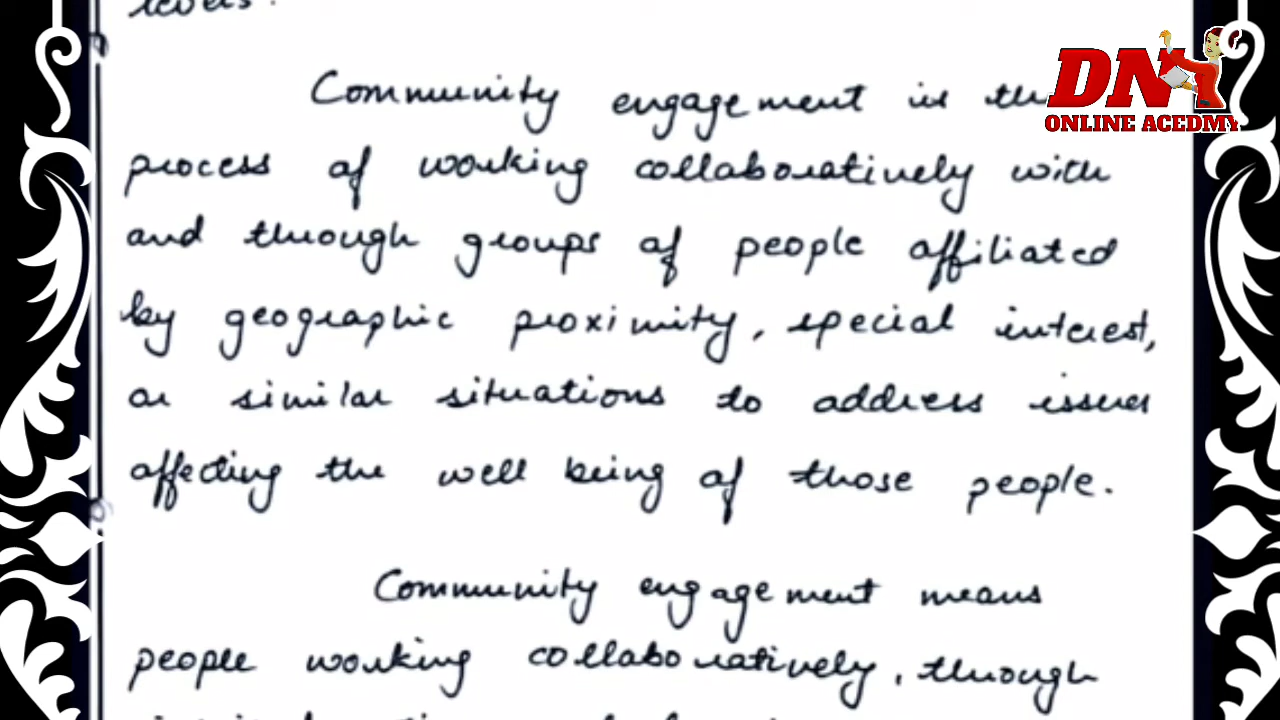 levels.
Community engagement is the
process of working collaboratively with
and through groups of people affiliated
by geographic proximity, special interest,
or similar situations to address issues
affecting the well being of those people.
Community engagement means
people working collaboratively, through
DNY
ONLINE ACEDMY